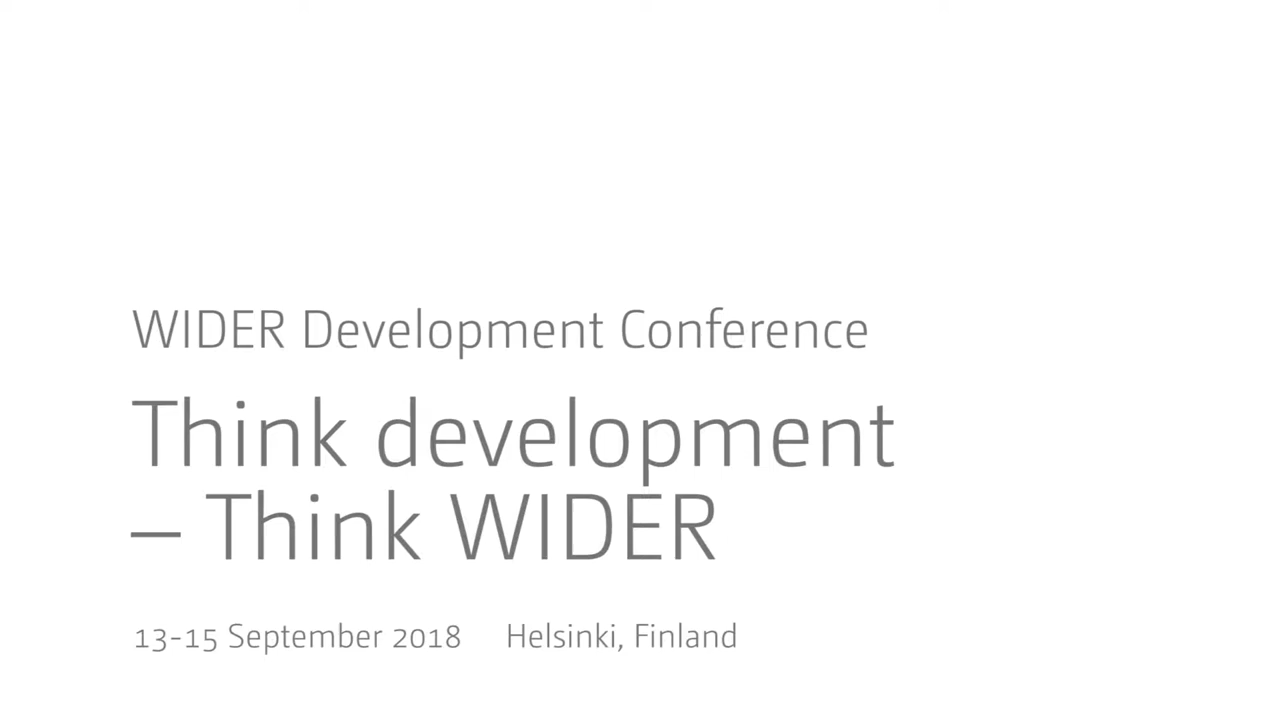 WIDER Development Conference
Think development
– Think WIDER
13-15 September 2018 Helsinki, Finland